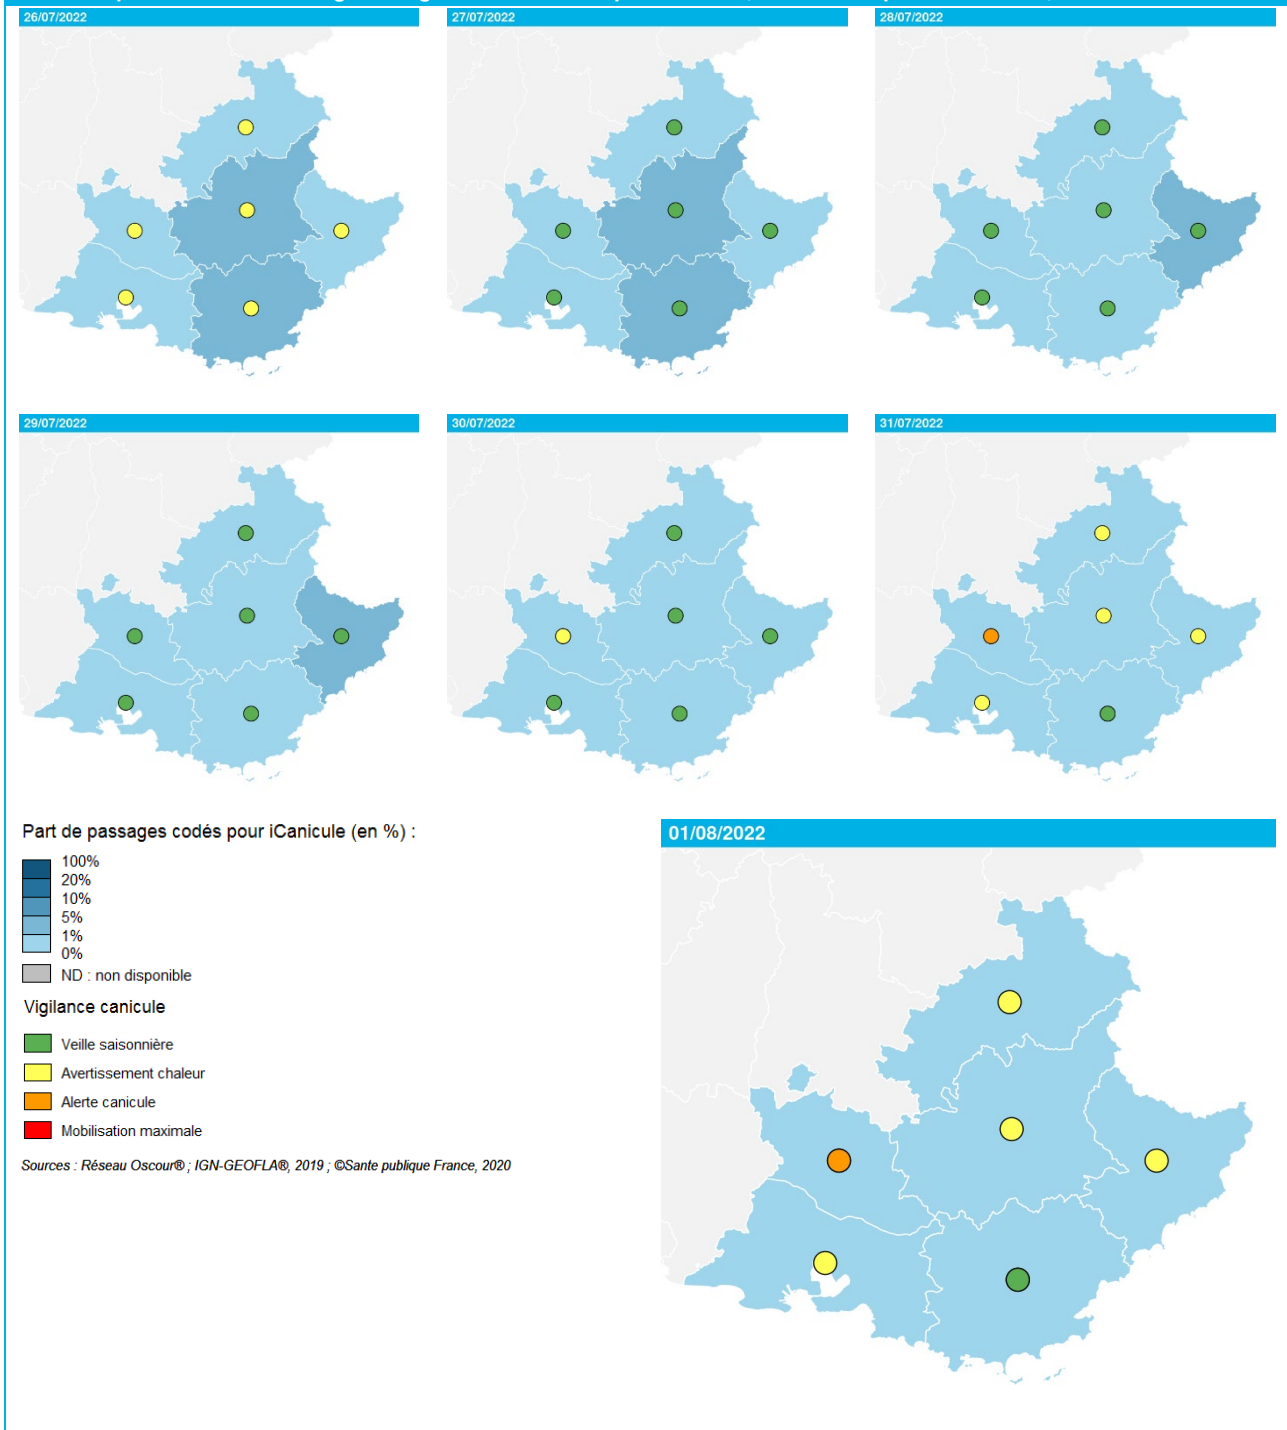 26/07/2022
27/07/2022
28/07/2022
29/07/2022
30/07/2022
31/07/2022
Part de passages codés pour iCanicule (en %) :
100%
20%
10%
5%
1%
0%
ND : non disponible
Vigilance canicule
Veille saisonnière
Avertissement chaleur
Alerte canicule
Mobilisation maximale
Sources : Réseau Oscour® ; IGN-GEOFLA®, 2019 ; ©Sante publique France, 2020
01/08/2022